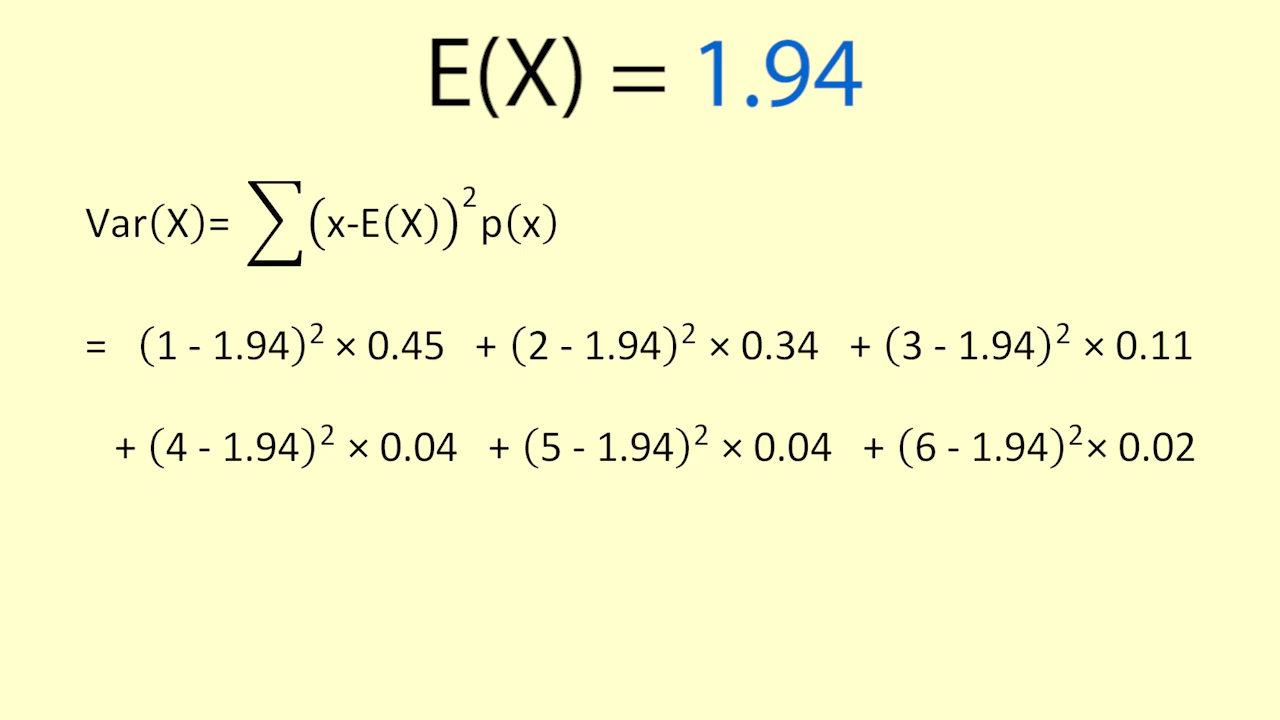 E(X) = 1.94
Var(X)= ∑(x-E(X))²p(x)
= (1 - 1.94)² × 0.45 + (2 - 1.94)² × 0.34 + (3 - 1.94)² × 0.11
+ (4 - 1.94)² × 0.04 + (5 - 1.94)² × 0.04 + (6 - 1.94)²× 0.02